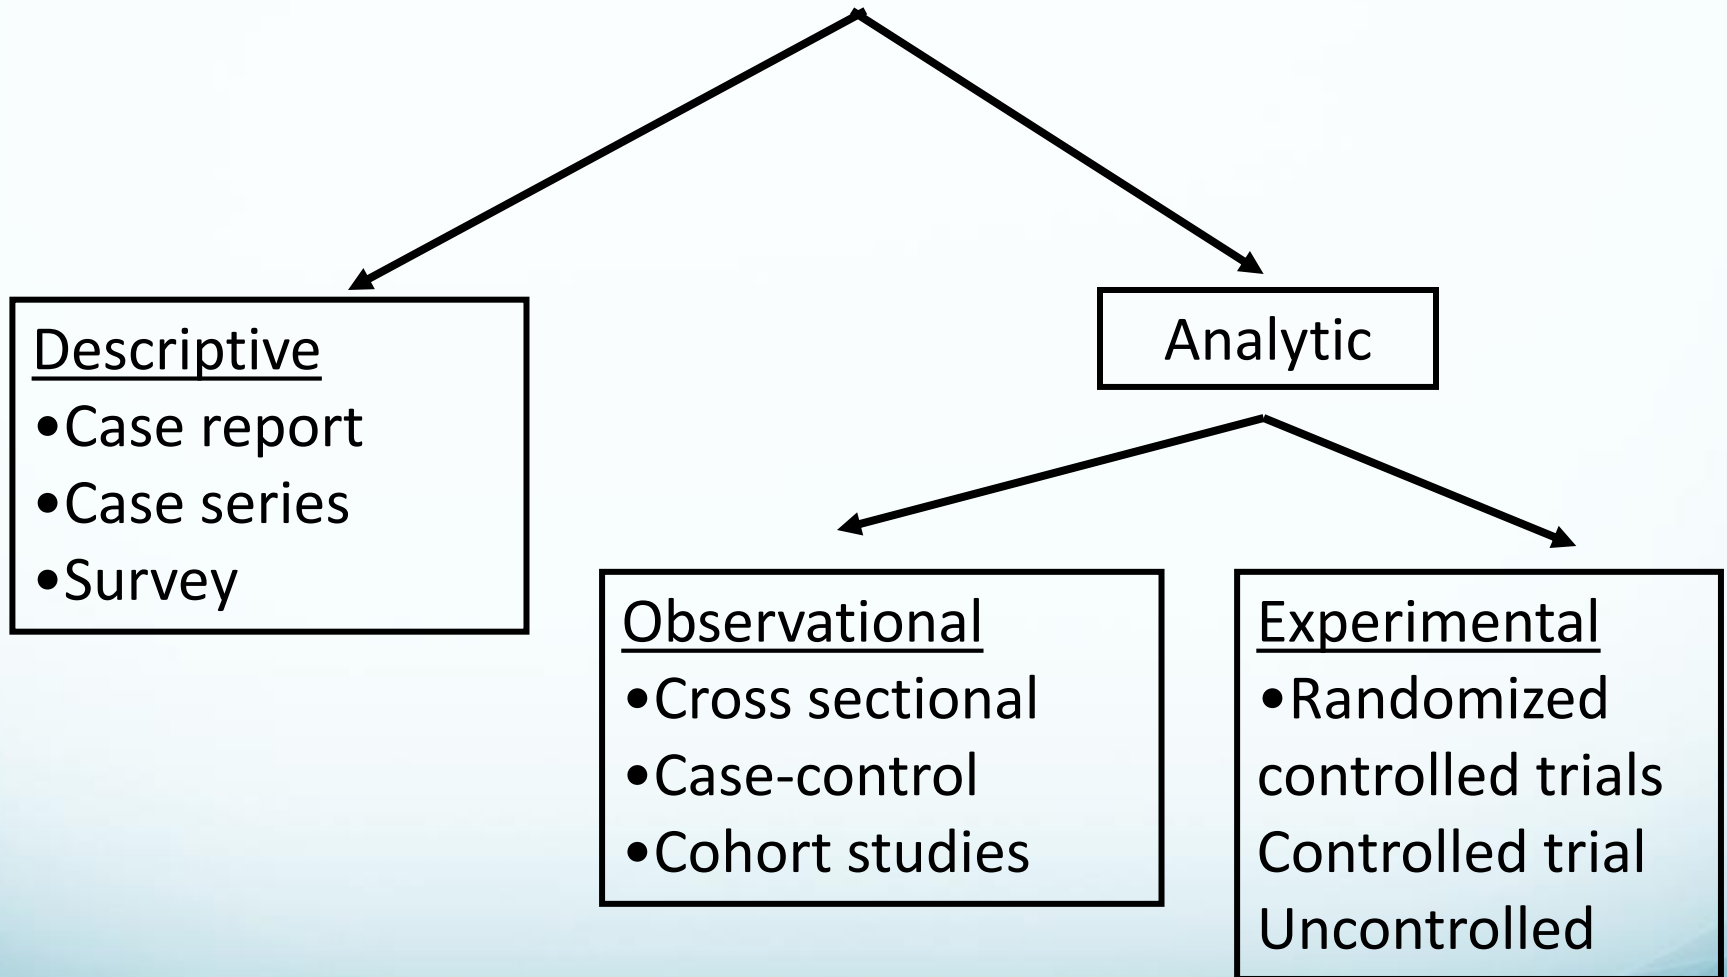 Descriptive
•Case report
•Case series
•Survey
Analytic
Observational
•Cross sectional
•Case-control
•Cohort studies
Experimental
•Randomized
controlled trials
Controlled trial
Uncontrolled